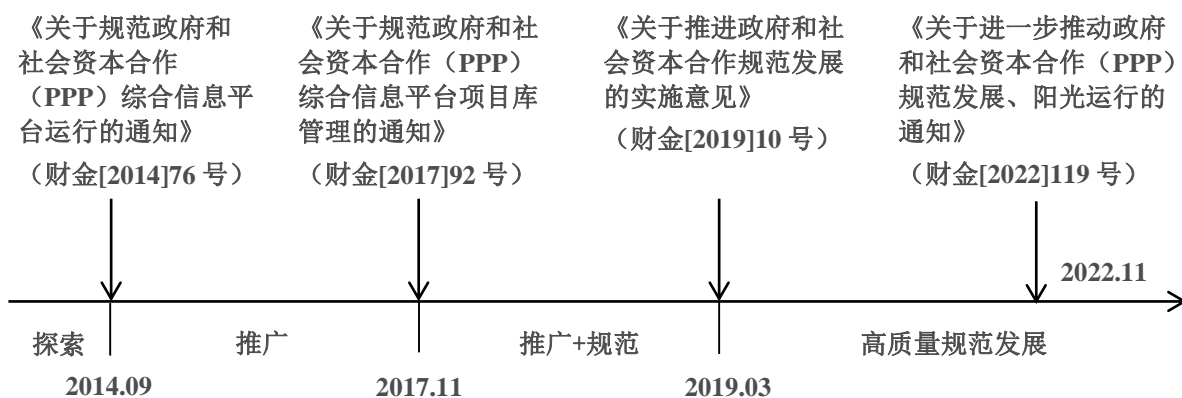 《关于规范政府和
社会资本合作
（PPP）综合信息平
台运行的通知》
（财金[2014]76 号）
《关于规范政府和社
会资本合作（PPP）
综合信息平台项目库
管理的通知》
（财金[2017]92 号）
《关于推进政府和社
会资本合作规范发展
的实施意见》
（财金[2019]10 号）
《关于进一步推动政府
和社会资本合作（PPP）
规范发展、阳光运行的
通知》
（财金[2022]119 号）
2022.11
探索
推广
推广+规范
高质量规范发展
2014.09
2017.11
2019.03